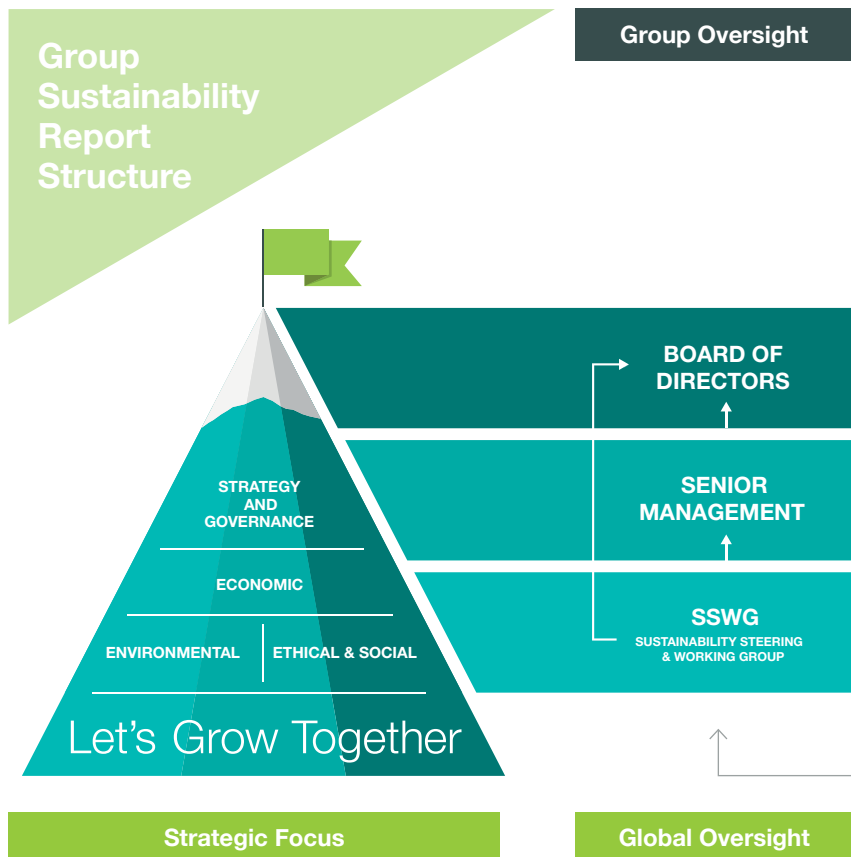 Group
Sustainability
Report
Structure
Group Oversight
BOARD OF
DIRECTORS
SENIOR
MANAGEMENT
SSWG
SUSTAINABILITY STEERING
& WORKING GROUP
STRATEGY
AND
GOVERNANCE
ECONOMIC
ENVIRONMENTAL
ETHICAL & SOCIAL
Let's Grow Together
Strategic Focus
Global Oversight